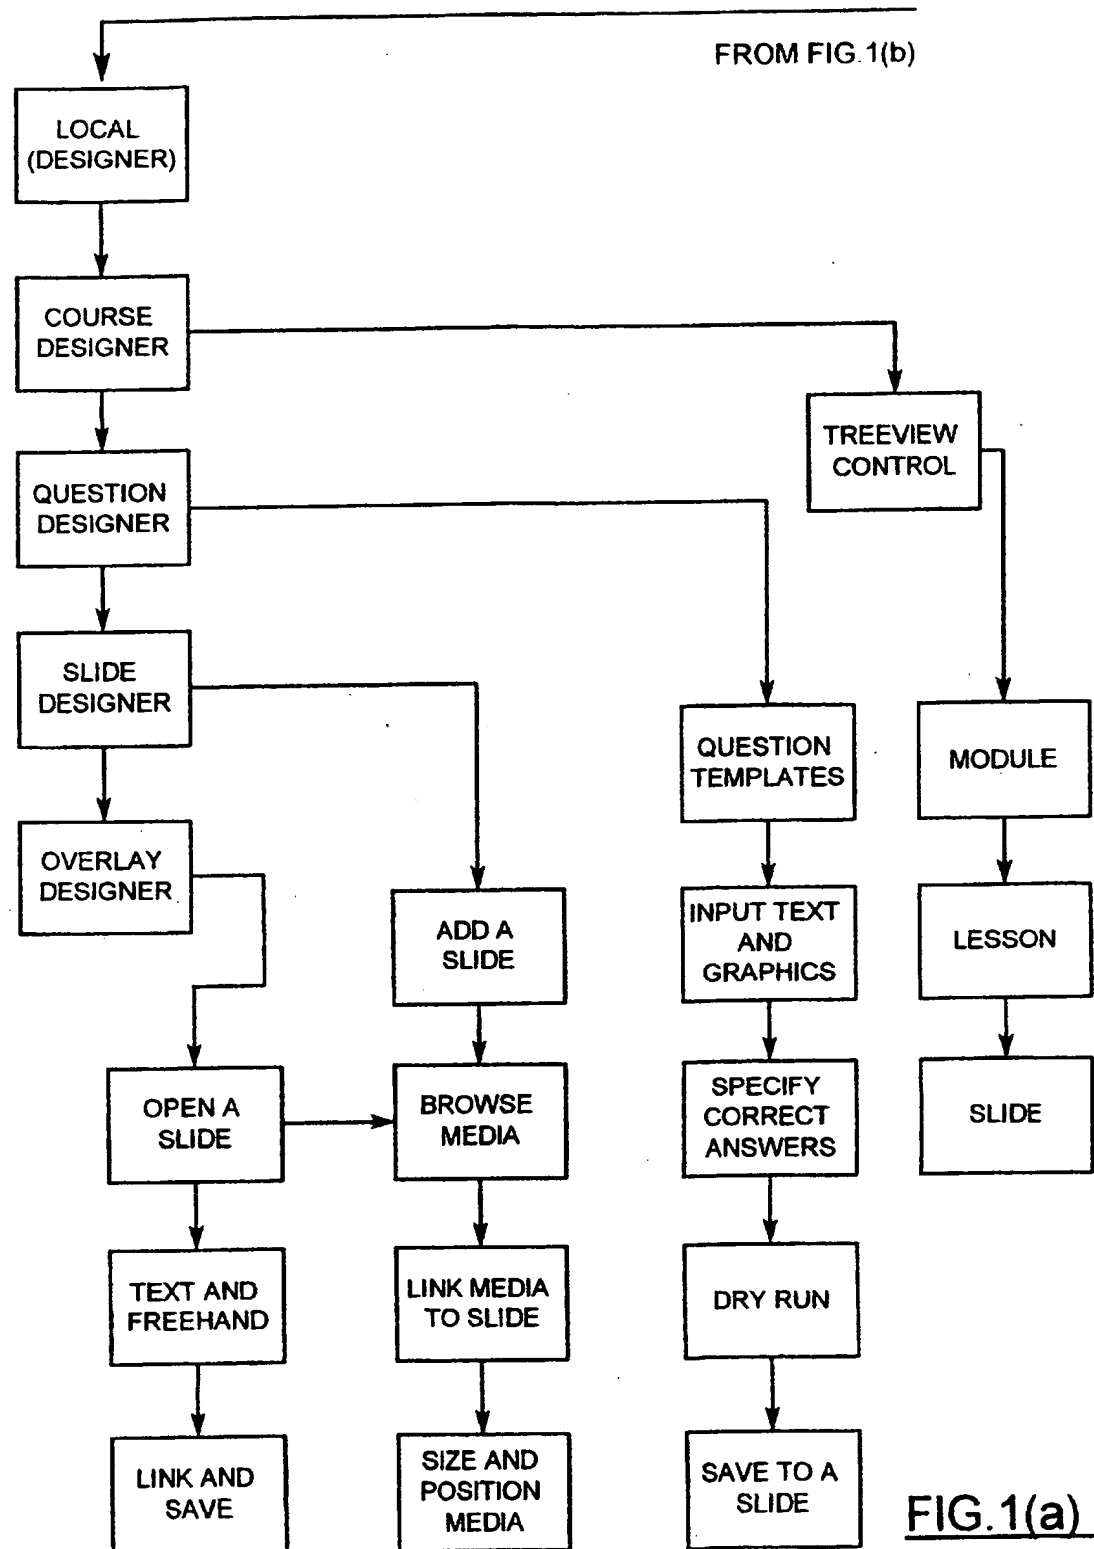 FROM FIG.1(b)
LOCAL
(DESIGNER)
COURSE
DESIGNER
TREEVIEW
CONTROL
QUESTION
DESIGNER
SLIDE
DESIGNER
QUESTION
TEMPLATES
MODULE
OVERLAY
DESIGNER
ADD A
SLIDE
INPUT TEXT
AND
GRAPHICS
LESSON
OPEN A
SLIDE
BROWSE
MEDIA
SPECIFY
CORRECT
ANSWERS
SLIDE
TEXT AND
FREEHAND
LINK MEDIA
TO SLIDE
DRY RUN
LINK AND
SAVE
SIZE AND
POSITION
MEDIA
SAVE TO A
SLIDE
FIG.1(a)